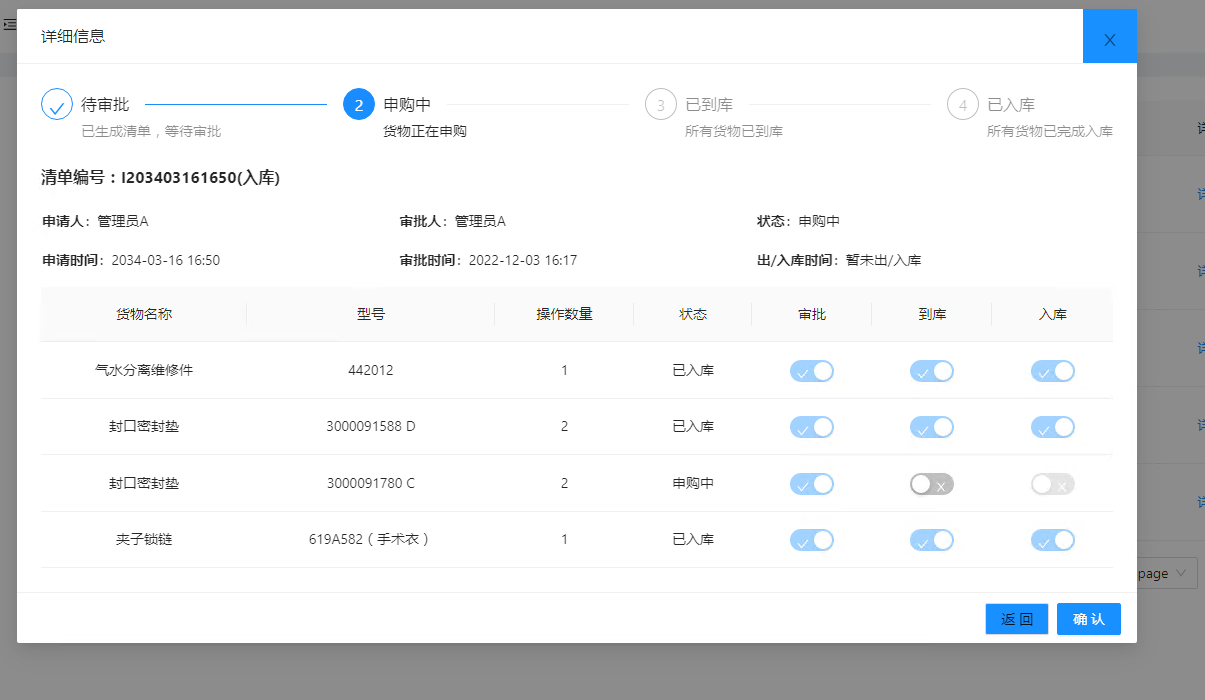 详细信息
待审批
已生成清单，等待审批
2 申购中
货物正在申购
3 已到库
所有货物已到库
4 已入库
所有货物已完成入库
清单编号：I203403161650(入库)
申请人：管理员A 审批人：管理员A 状态：申购中
申请时间：2034-03-16 16:50 审批时间：2022-12-03 16:17 出/入库时间：暂未出/入库
货物名称 型号 操作数量 状态 审批 到库 入库
气水分离维修件 442012 1 已入库
封口密封垫 3000091588 D 2 已入库
封口密封垫 3000091780 C 2 申购中
夹子锁链 619A582（手术衣） 1 已入库
page
返 回 确 认